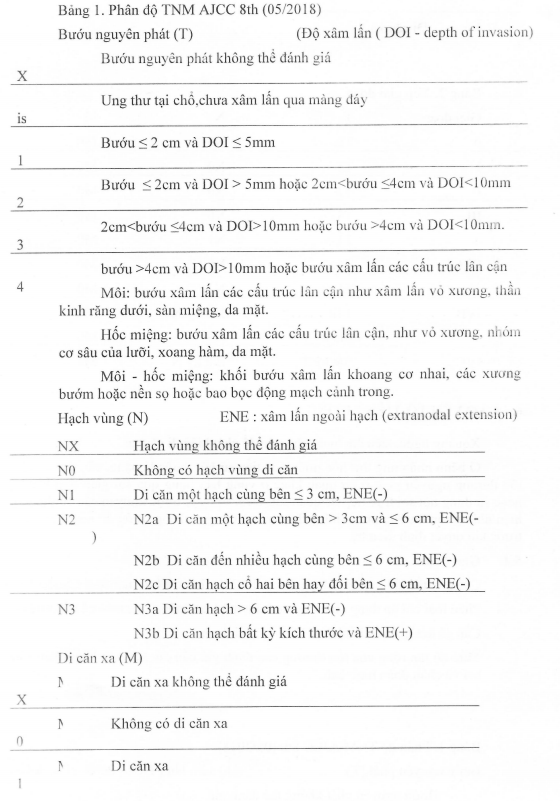 Bảng 1. Phân độ TNM AJCC 8th (05/2018)
Bướu nguyên phát (T) (Độ xâm lấn ( DOI - depth of invasion)
Bướu nguyên phát không thể đánh giá
X
Ung thư tại chỗ,chưa xâm lấn qua màng đáy
is
Bướu ≤ 2 cm và DOI ≤ 5mm
1
Bướu ≤ 2cm và DOI > 5mm hoặc 2cm<bướu ≤4cm và DOI<10mm
2
2cm<bướu ≤4cm và DOI>10mm hoặc bướu >4cm và DOI<10mm.
3
bướu >4cm và DOI>10mm hoặc bướu xâm lấn các cấu trúc lân cận
4
Môi: bướu xâm lấn các cấu trúc lân cận như xâm lấn vỏ xương, thần
kinh răng dưới, sàn miệng, da mặt.
Hốc miệng: bướu xâm lấn các cấu trúc lân cận, như vỏ xương, nhóm
cơ sâu của lưỡi, xoang hàm, da mặt.
Môi - hốc miệng: khối bướu xâm lấn khoang cơ nhai, các xương
bướm hoặc nền sọ hoặc bao bọc động mạch cảnh trong.
Hạch vùng (N) ENE : xâm lấn ngoài hạch (extranodal extension)
NX Hạch vùng không thể đánh giá
N0 Không có hạch vùng di căn
N1 Di căn một hạch cùng bên ≤ 3 cm, ENE(-)
N2 N2a Di căn một hạch cùng bên > 3cm và ≤ 6 cm, ENE(-
)
N2b Di căn đến nhiều hạch cùng bên ≤ 6 cm, ENE(-)
N2c Di căn hạch cổ hai bên hay đối bên ≤ 6 cm, ENE(-)
N3 N3a Di căn hạch > 6 cm và ENE(-)
N3b Di căn hạch bất kỳ kích thước và ENE(+)
Di căn xa (M)
M Di căn xa không thể đánh giá
X
M Không có di căn xa
0
M Di căn xa
1